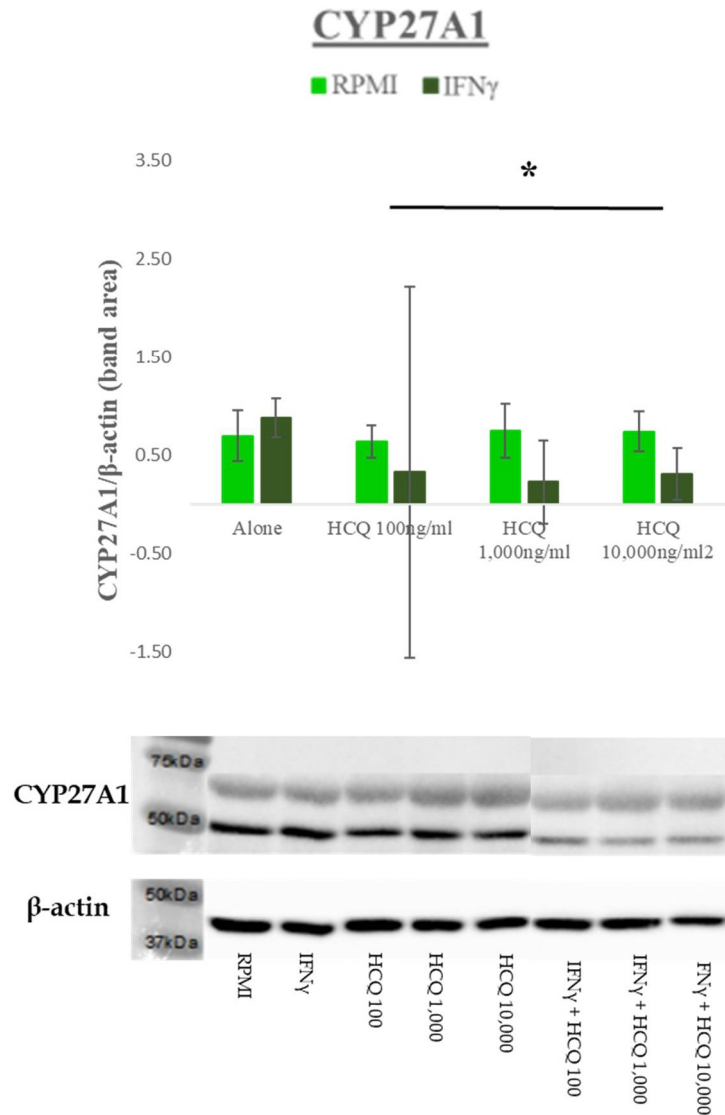 CYP27A1
RPMI IFNγ
*
CYP27A1/β-actin (band area)
3.50
2.50
1.50
0.50
-0.50
-1.50
Alone HCQ 100ng/ml HCQ 1,000ng/ml HCQ 10,000ng/ml2
75kDa
CYP27A1
50kDa
50kDa
β-actin
37kDa
RPMI
IFNγ
HCQ 100
HCQ 1,000
HCQ 10,000
IFNγ + HCQ 100
IFNγ + HCQ 1,000
FNγ + HCQ 10,000